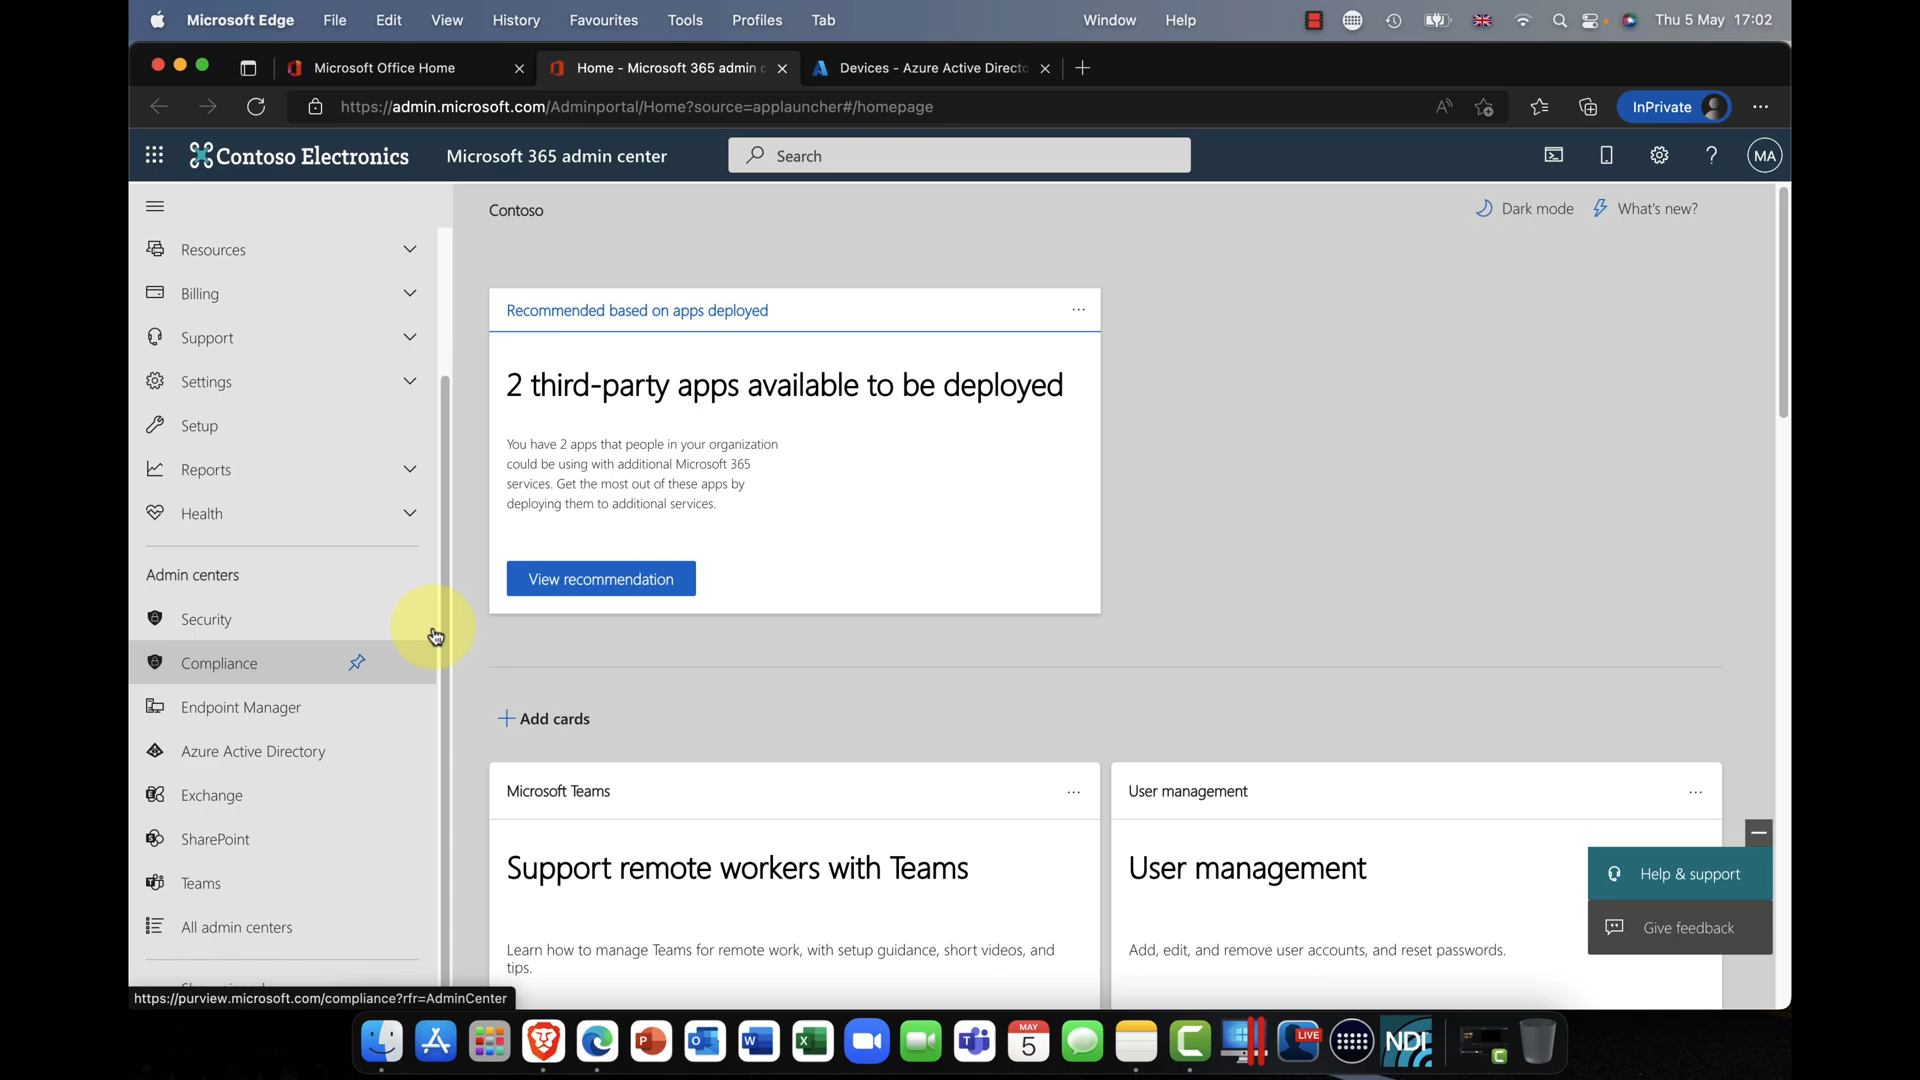 Microsoft Edge File Edit View History Favourites Tools Profiles Tab Window Help Thu 5 May 17:02
Microsoft Office Home
Home - Microsoft 365 admin c
Devices - Azure Active Directo
https://admin.microsoft.com/Adminportal/Home?source=applauncher#/homepage
InPrivate
Contoso Electronics
Microsoft 365 admin center
Search
MA
Resources
Billing
Support
Settings
Setup
Reports
Health
Admin centers
Security
Compliance
Endpoint Manager
Azure Active Directory
Exchange
SharePoint
Teams
All admin centers
https://purview.microsoft.com/compliance?rfr=AdminCenter
Contoso
Dark mode
What's new?
Recommended based on apps deployed
2 third-party apps available to be deployed
You have 2 apps that people in your organization
could be using with additional Microsoft 365
services. Get the most out of these apps by
deploying them to additional services.
View recommendation
Add cards
Microsoft Teams
Support remote workers with Teams
Learn how to manage Teams for remote work, with setup guidance, short videos, and
tips.
User management
User management
Add, edit, and remove user accounts, and reset passwords.
Help & support
Give feedback
MAY
5
LIVE
NDI